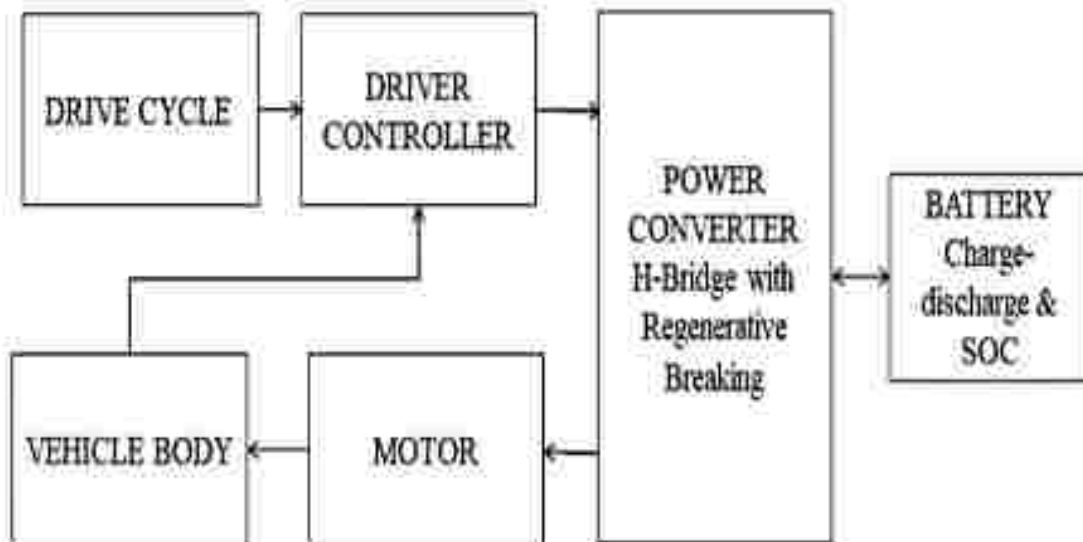 DRIVE CYCLE
DRIVER
CONTROLLER
POWER
CONVERTER
H-Bridge with
Regenerative
Breaking
BATTERY
Charge-
discharge &
SOC
VEHICLE BODY
MOTOR